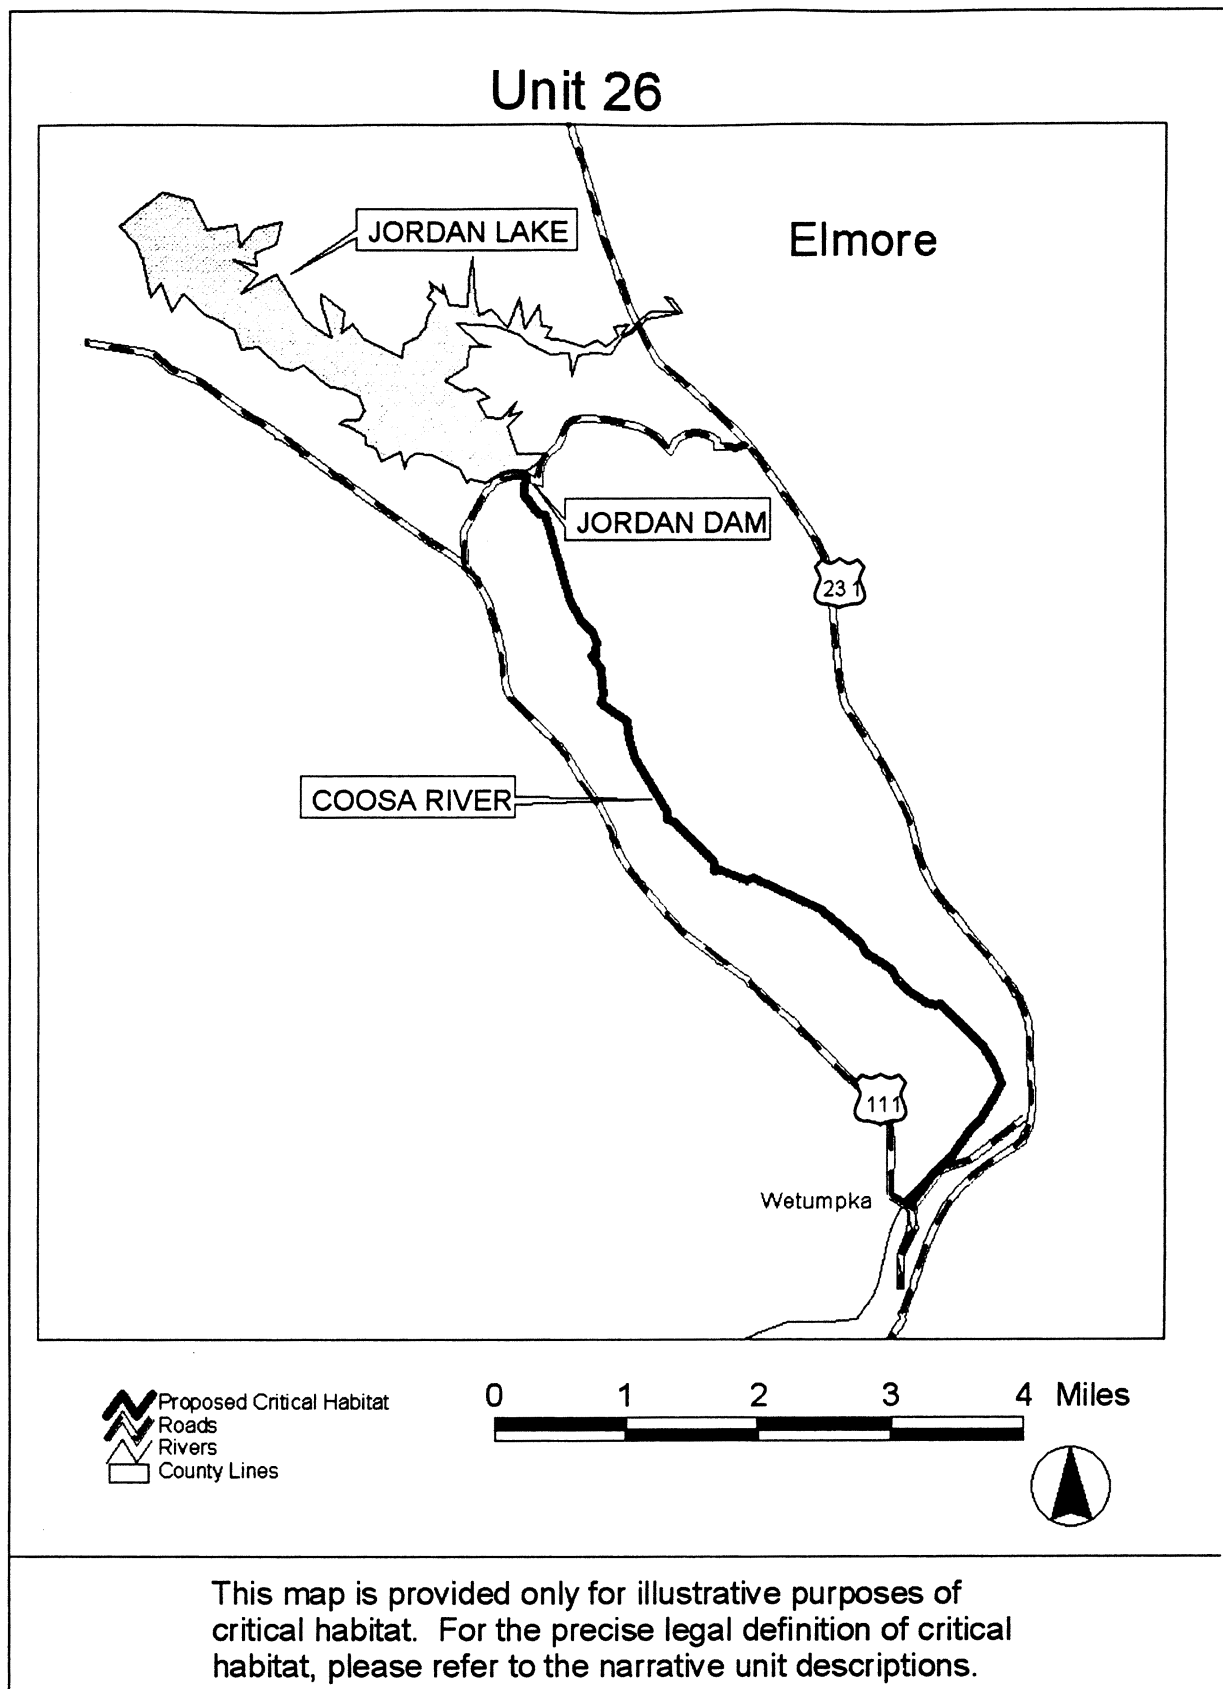 Unit 26
JORDAN LAKE
Elmore
JORDAN DAM
231
COOSA RIVER
111
Wetumpka
Proposed Critical Habitat
Roads
Rivers
County Lines
0 1 2 3 4 Miles
This map is provided only for illustrative purposes of
critical habitat. For the precise legal definition of critical
habitat, please refer to the narrative unit descriptions.